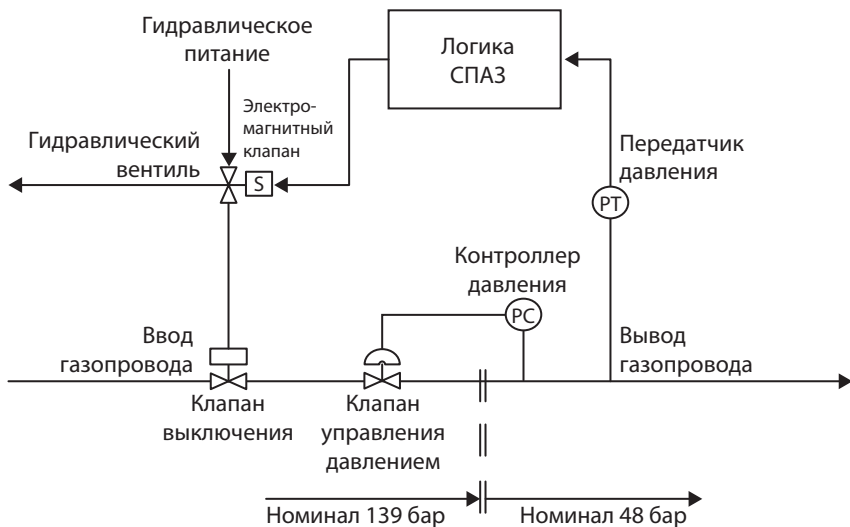 Гидравлическое
питание
Логика
СПАЗ
Электро-
магнитный
клапан
Гидравлический
вентиль
S
Передатчик
давления
PT
Контроллер
давления
PC
Ввод
газопровода
Вывод
газопровода
Клапан
выключения
Клапан
управления
давлением
Номинал 139 бар
Номинал 48 бар